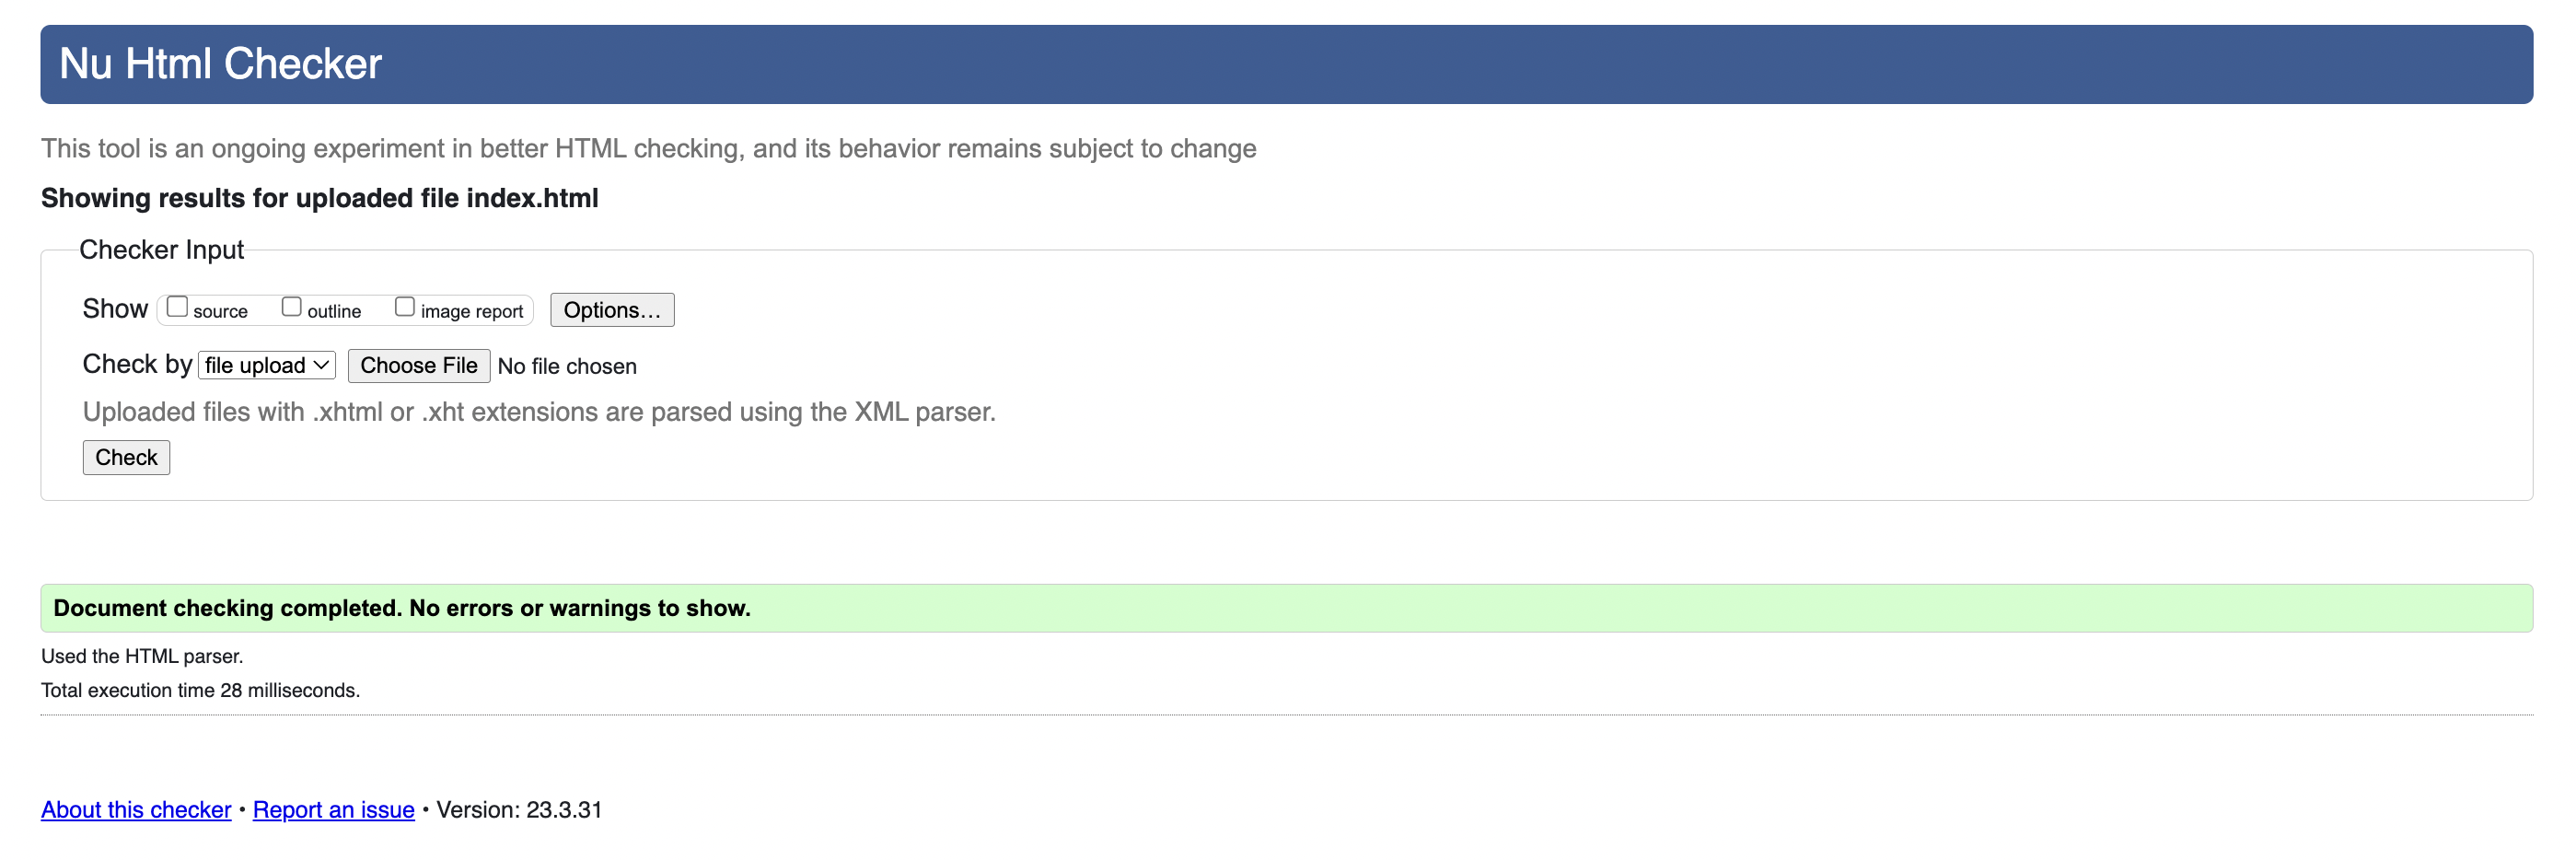 Nu Html Checker
This tool is an ongoing experiment in better HTML checking, and its behavior remains subject to change
Showing results for uploaded file index.html
Checker Input
Show source outline image report Options...
Check by file upload Choose File No file chosen
Uploaded files with .xhtml or .xht extensions are parsed using the XML parser.
Check
Document checking completed. No errors or warnings to show.
Used the HTML parser.
Total execution time 28 milliseconds.
About this checker • Report an issue • Version: 23.3.31